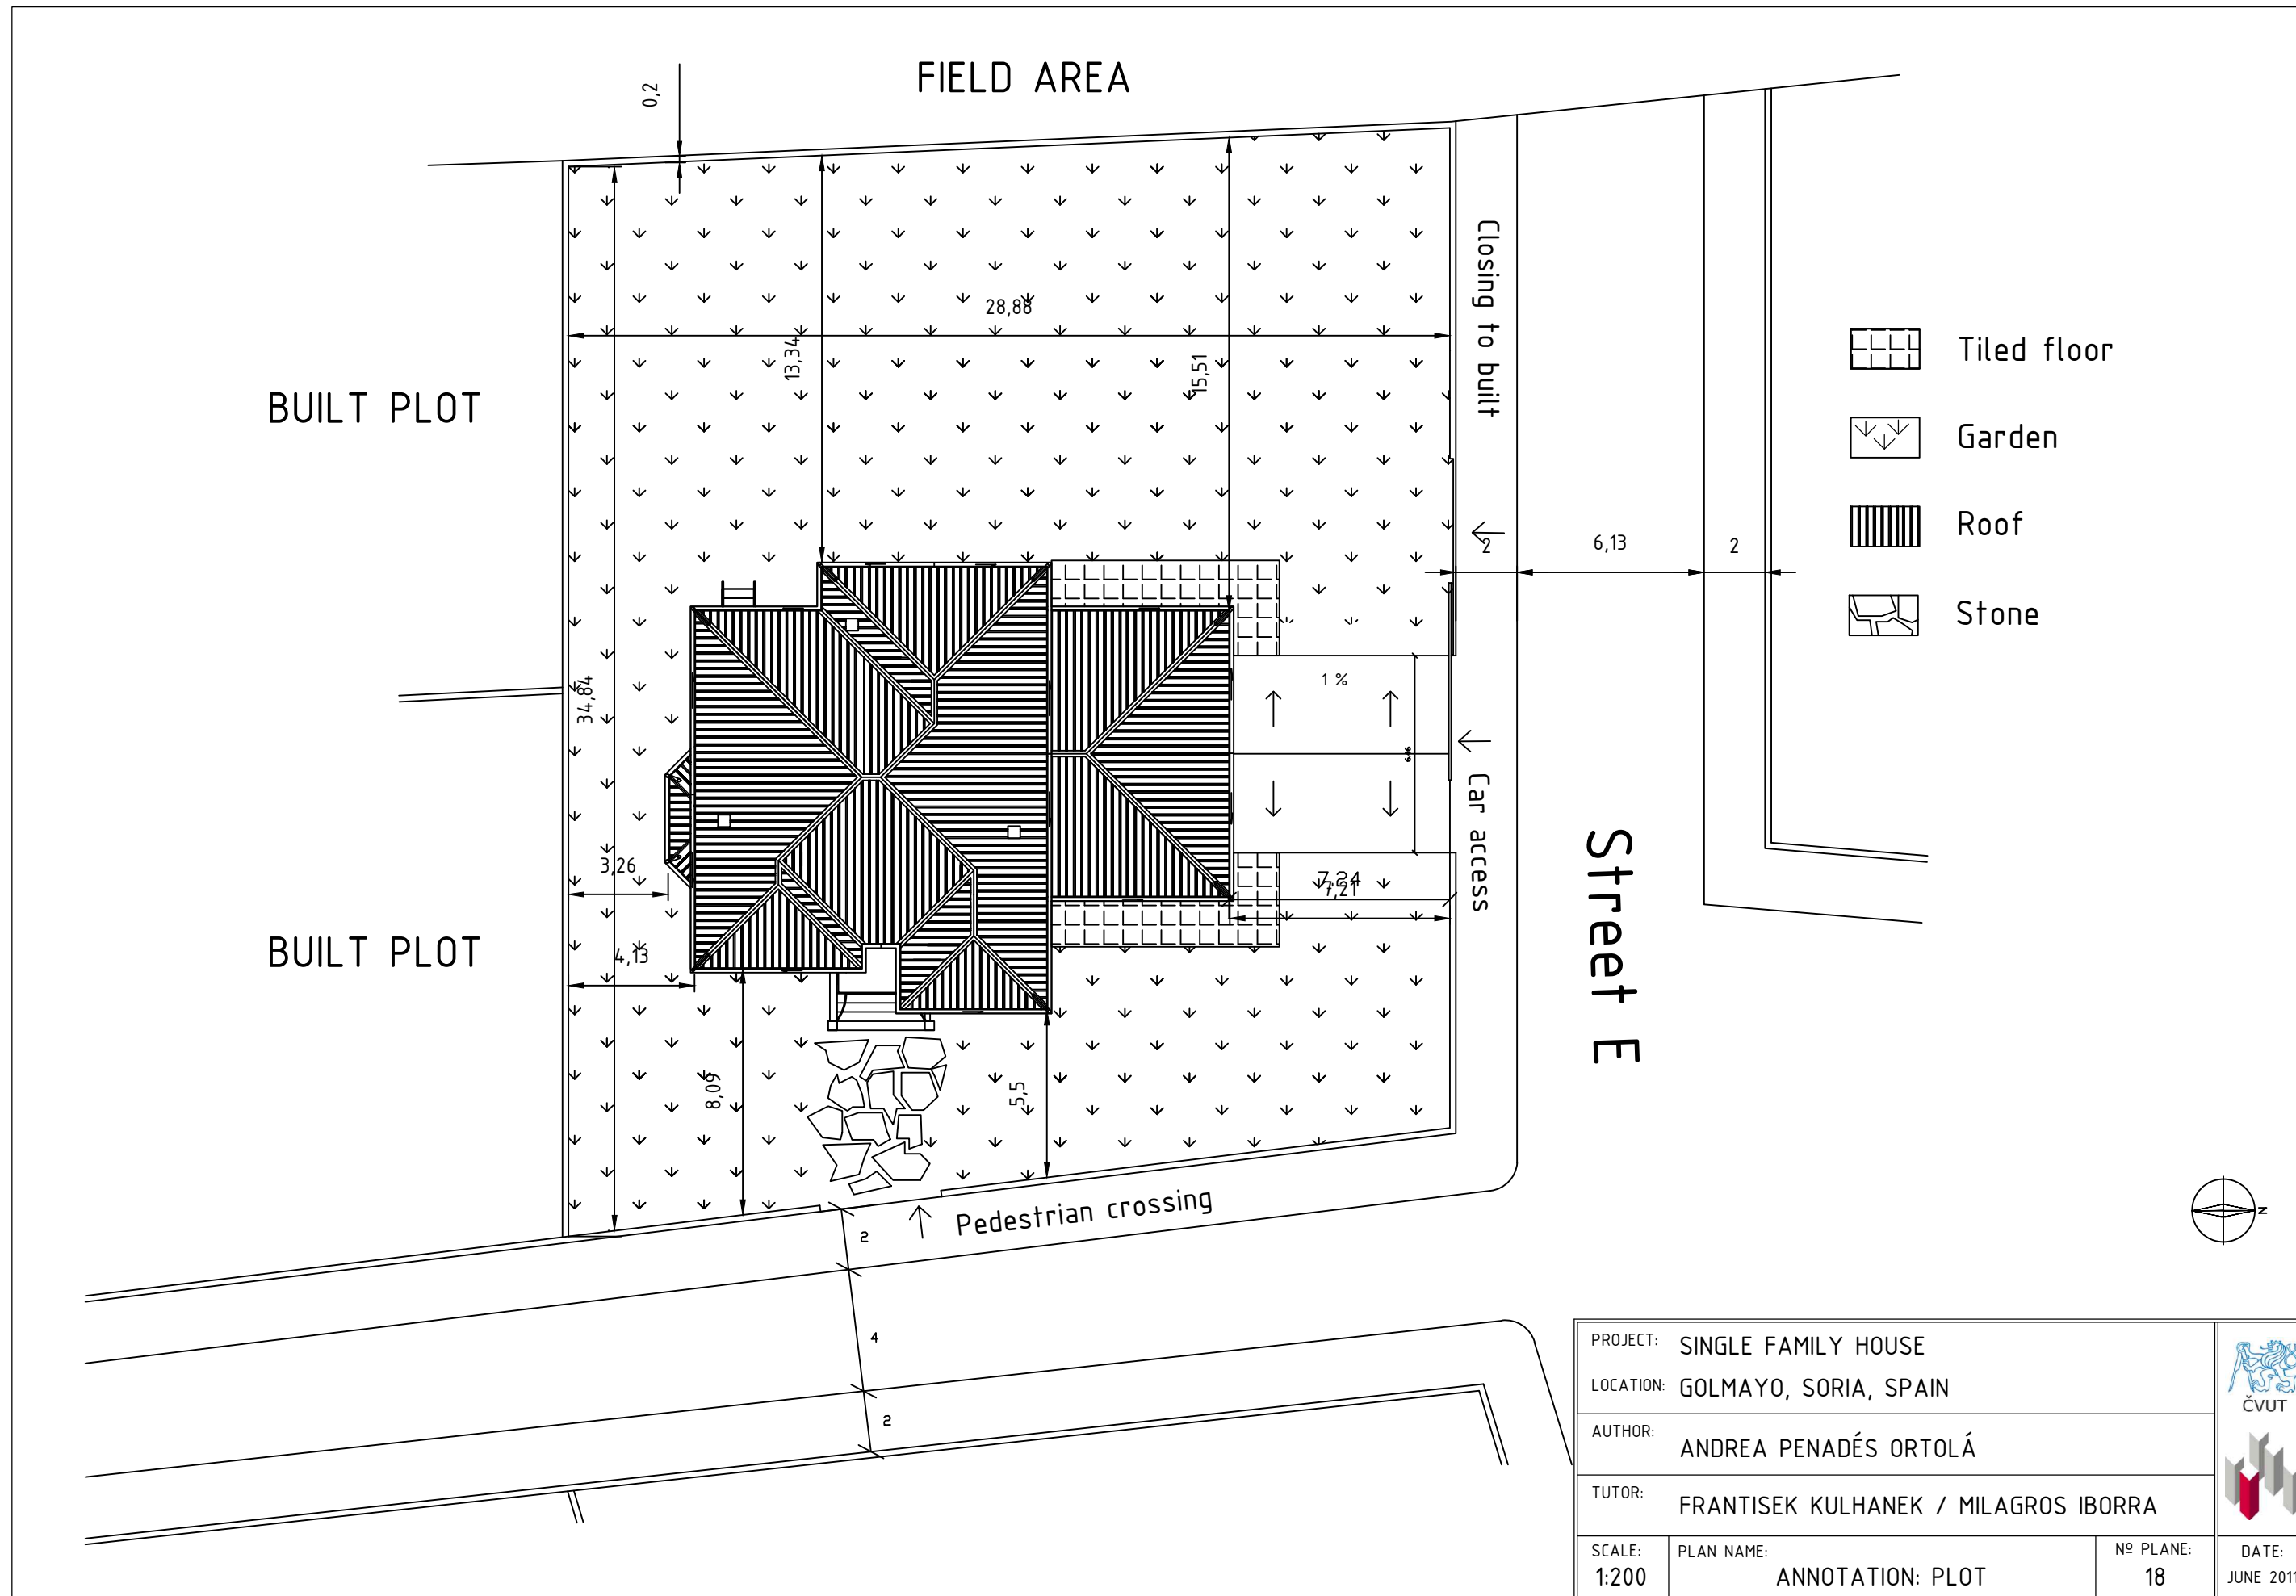 FIELD AREA
0,2
Closing to built
28,88
13,34
15,51
Tiled floor
BUILT PLOT
Garden
Roof
2
6,13
2
Stone
34,84
1 %
Car access
Street E
3,26
7,24
7,21
BUILT PLOT
4,13
8,09
5,5
Pedestrian crossing
N
2
4
2
PROJECT: SINGLE FAMILY HOUSE
LOCATION: GOLMAYO, SORIA, SPAIN
ČVUT
AUTHOR: ANDREA PENADÉS ORTOLÁ
TUTOR: FRANTISEK KULHANEK / MILAGROS IBORRA
SCALE: PLAN NAME: Nº PLANE: DATE:
1:200 ANNOTATION: PLOT 18 JUNE